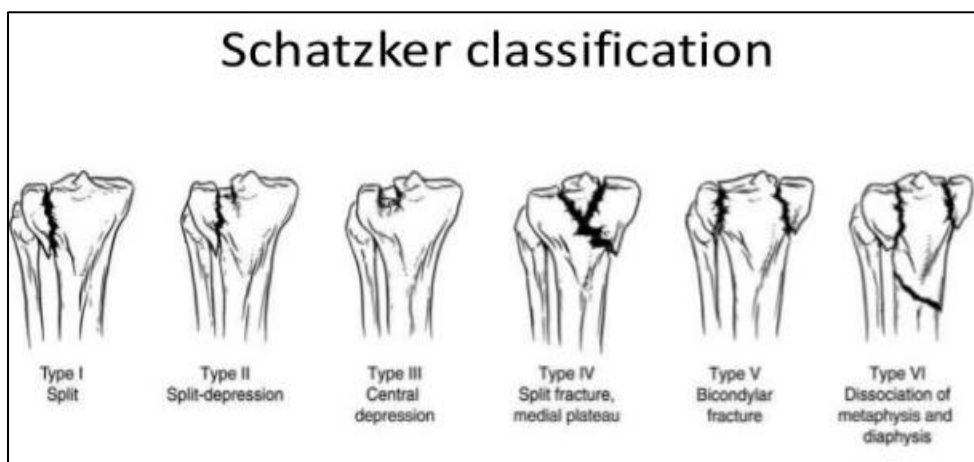 Schatzker classification
Type I
Split
Type II
Split-depression
Type III
Central
depression
Type IV
Split fracture,
medial plateau
Type V
Bicondylar
fracture
Type VI
Dissociation of
metaphysis and
diaphysis